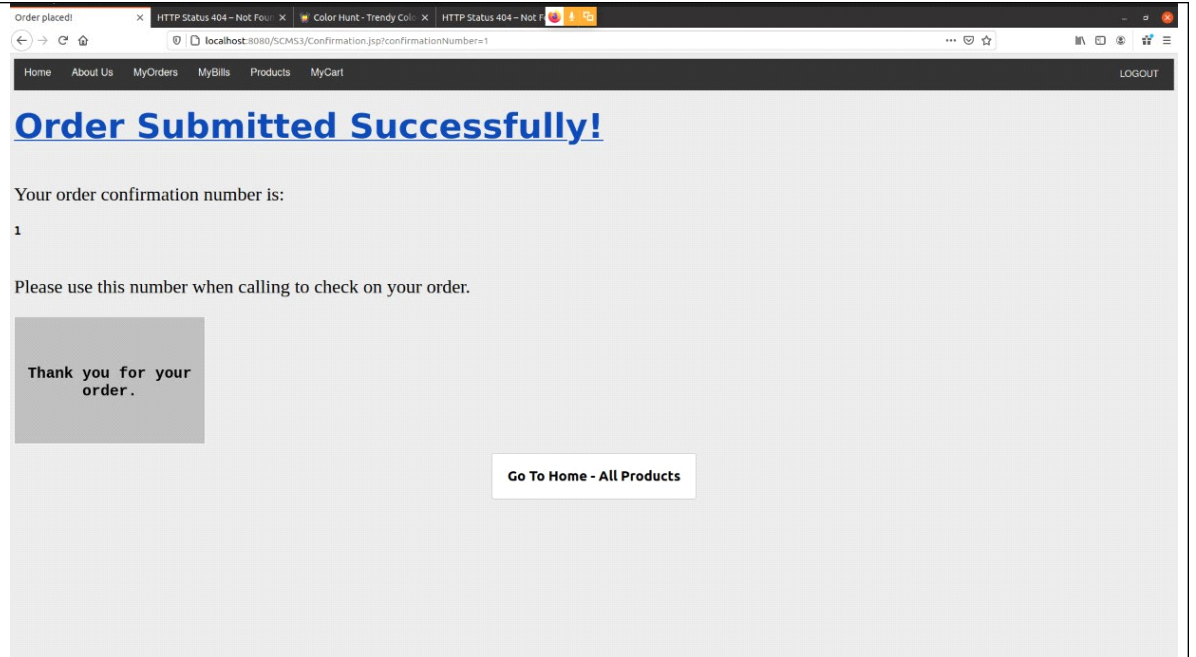 Order placed!
HTTP Status 404 – Not Foun
Color Hunt - Trendy Colo
HTTP Status 404 – Not F
localhost:8080/SCMS3/Confirmation.jsp?confirmationNumber=1
Home About Us MyOrders MyBills Products MyCart LOGOUT
Order Submitted Successfully!
Your order confirmation number is:
1
Please use this number when calling to check on your order.
Thank you for your
order.
Go To Home - All Products